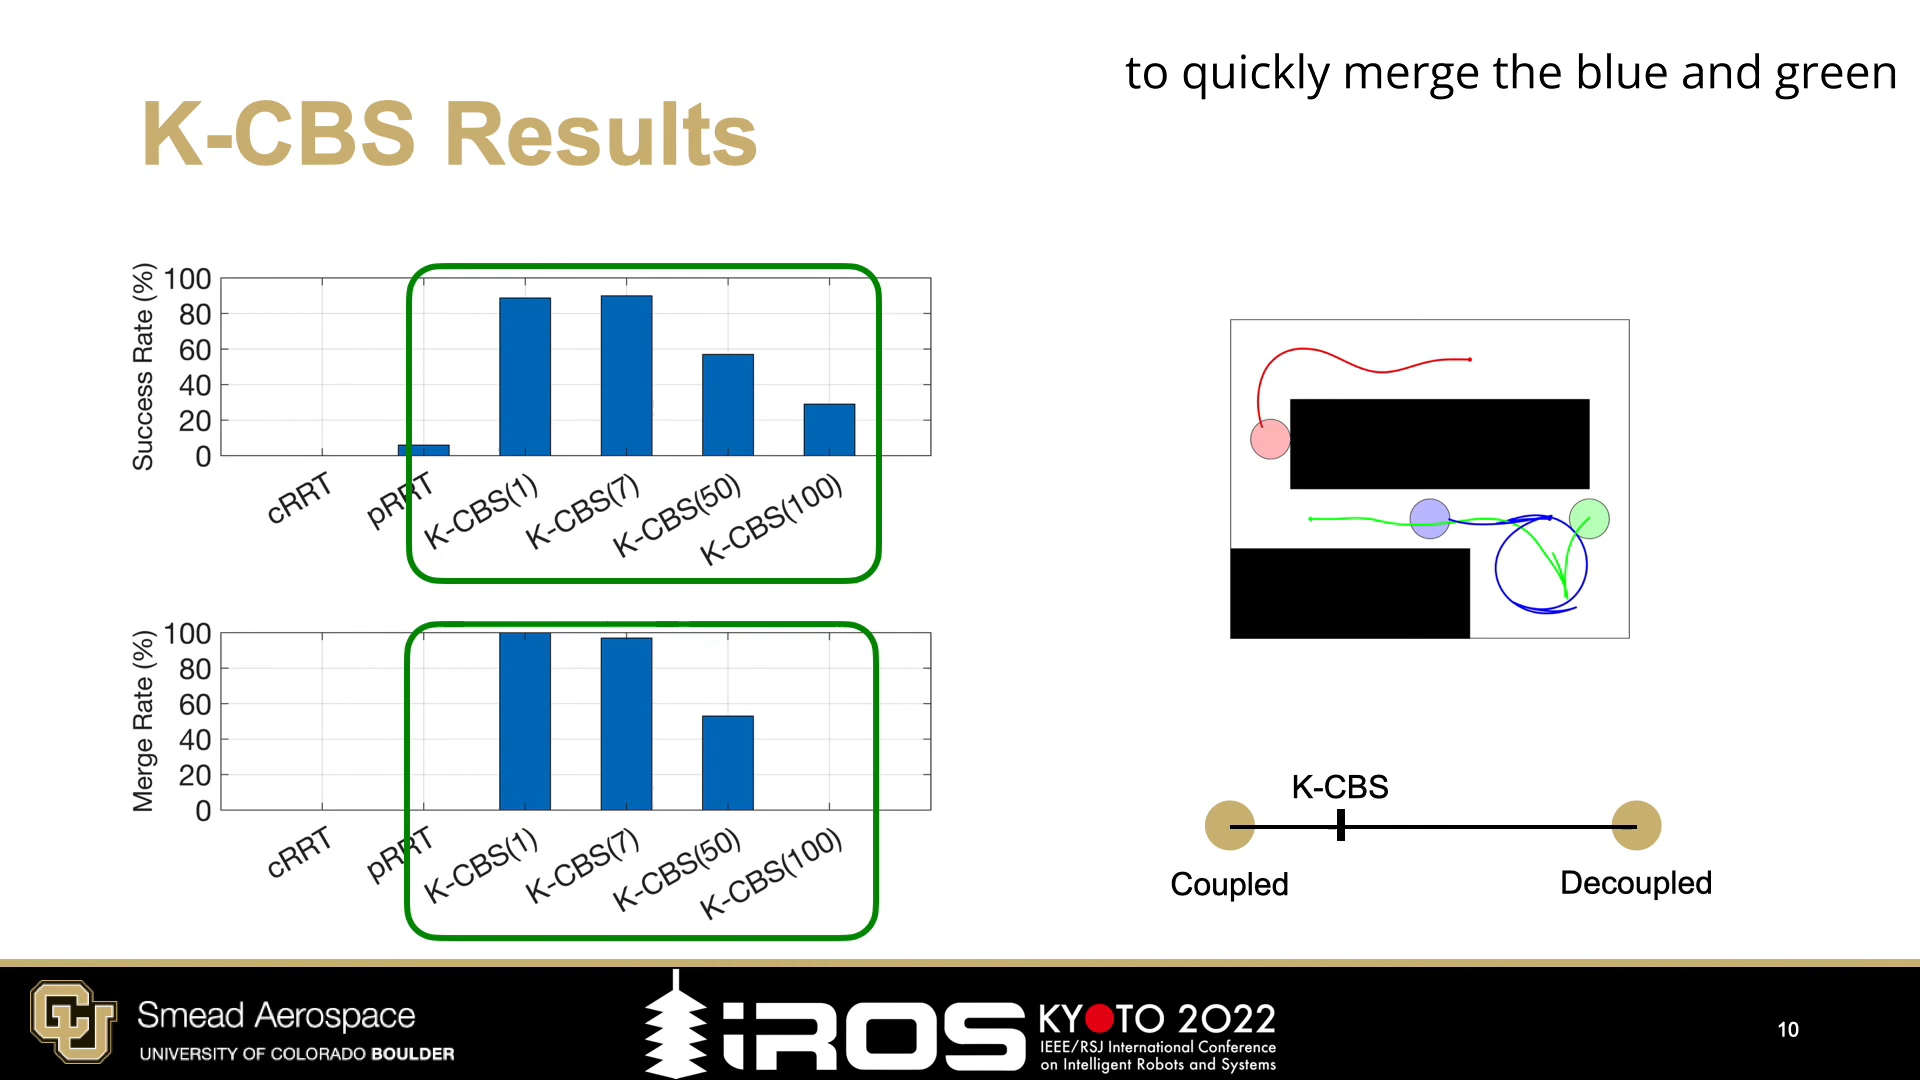 to quickly merge the blue and green
K-CBS Results
Success Rate (%)
100
80
60
40
20
0
cRRT
pRRT
K-CBS(1)
K-CBS(7)
K-CBS(50)
K-CBS(100)
Merge Rate (%)
100
80
60
40
20
0
cRRT
pRRT
K-CBS(1)
K-CBS(7)
K-CBS(50)
K-CBS(100)
K-CBS
Coupled
Decoupled
CU
Smead Aerospace
UNIVERSITY OF COLORADO BOULDER
iROS
KYOTO 2022
IEEE/RSJ International Conference
on Intelligent Robots and Systems
10